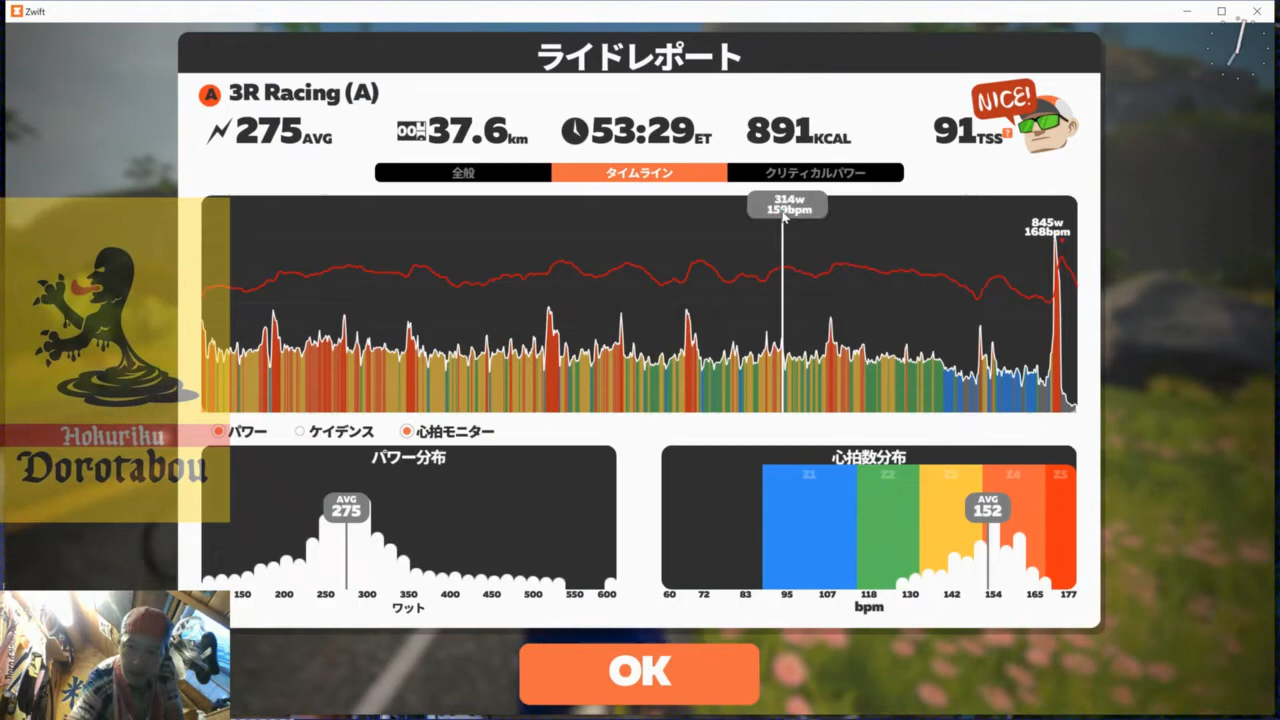 Zwift
ライドレポート
A 3R Racing (A)
NICE!
275AVG 37.6km 53:29ET 891KCAL 91TSS
全般 タイムライン クリティカルパワー
314w
159bpm
845w
168bpm
パワー ケイデンス 心拍モニター
Hokuriku
Dorotabou
パワー分布
AVG
275
150 200 250 300 350 400 450 500 550 600
ワット
心拍数分布
Z1 Z2 Z3 Z4 Z5
AVG
152
60 72 83 95 107 118 130 142 154 165 177
bpm
OK